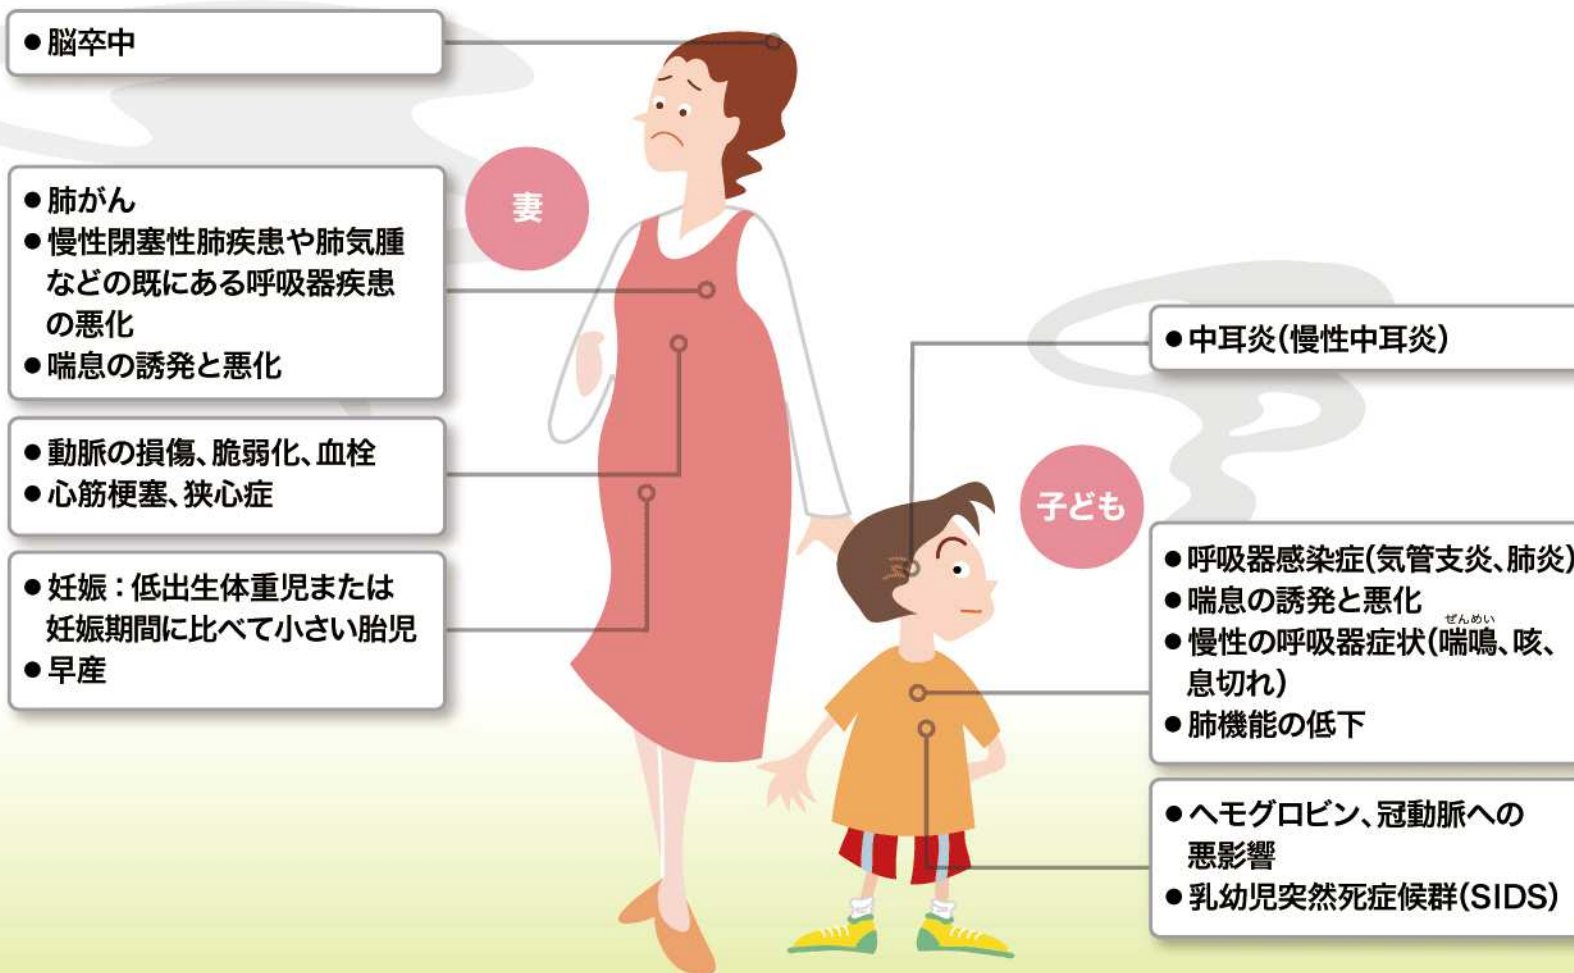 ●脳卒中
●肺がん
●慢性閉塞性肺疾患や肺気腫
などの既にある呼吸器疾患
の悪化
●喘息の誘発と悪化
●動脈の損傷、脆弱化、血栓
●心筋梗塞、狭心症
●妊娠：低出生体重児または
妊娠期間に比べて小さい胎児
●早産
妻
子ども
●中耳炎(慢性中耳炎)
●呼吸器感染症(気管支炎、肺炎)
●喘息の誘発と悪化
ぜんめい
●慢性の呼吸器症状(喘鳴、咳、
息切れ)
●肺機能の低下
●ヘモグロビン、冠動脈への
悪影響
●乳幼児突然死症候群(SIDS)